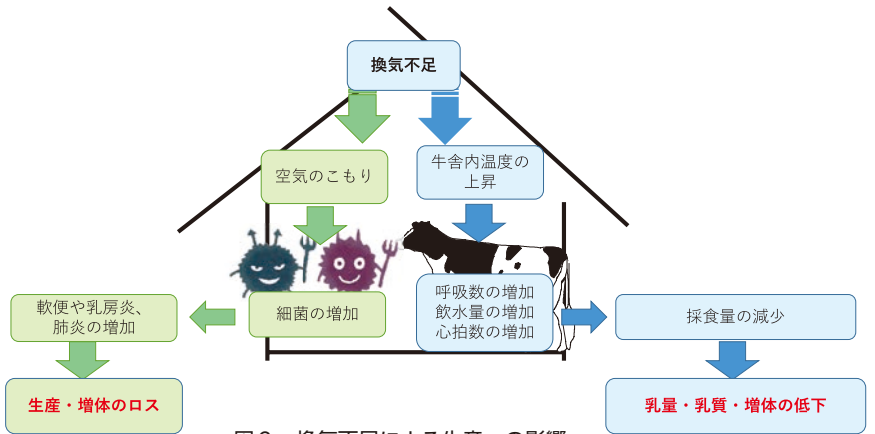 換気不足
空気のこもり
牛舎内温度の
上昇
細菌の増加
呼吸数の増加
飲水量の増加
心拍数の増加
軟便や乳房炎、
肺炎の増加
採食量の減少
生産・増体のロス
乳量・乳質・増体の低下